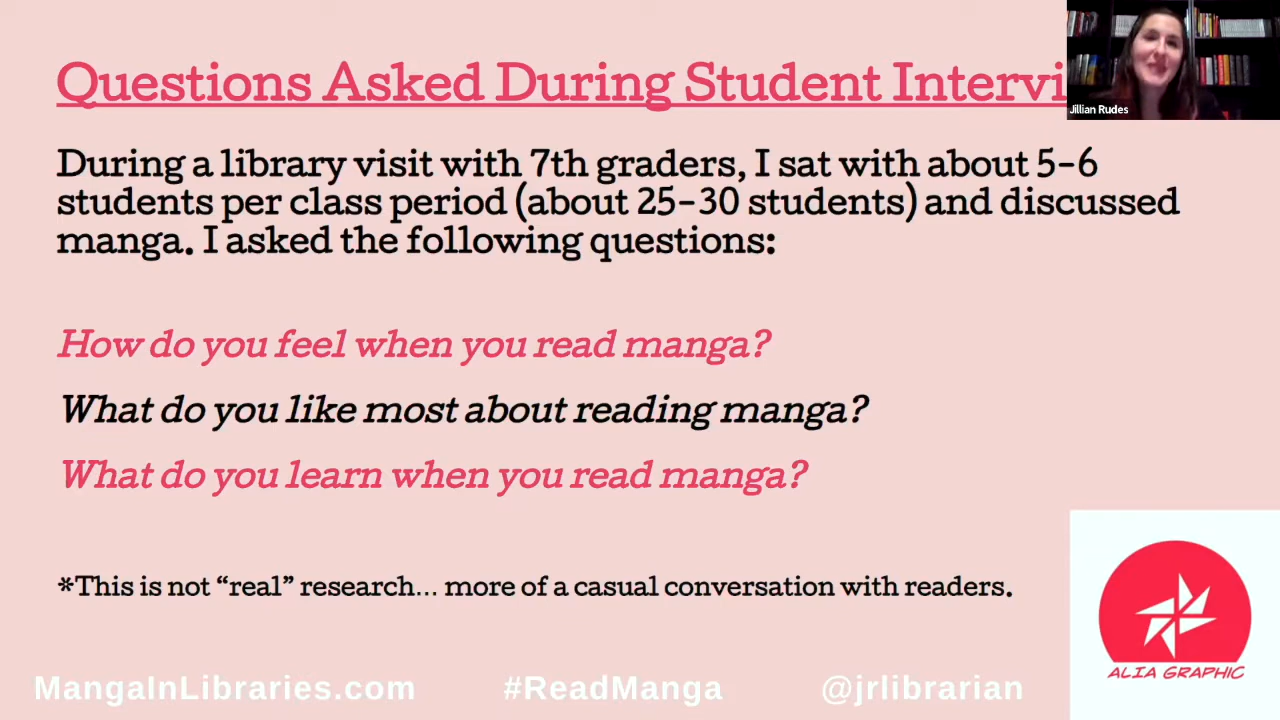 Questions Asked During Student Intervi
Jillian Rudes
During a library visit with 7th graders, I sat with about 5-6
students per class period (about 25-30 students) and discussed
manga. I asked the following questions:
How do you feel when you read manga?
What do you like most about reading manga?
What do you learn when you read manga?
*This is not “real” research... more of a casual conversation with readers.
ALIA GRAPHIC
MangaInLibraries.com #ReadManga @jrlibrarian